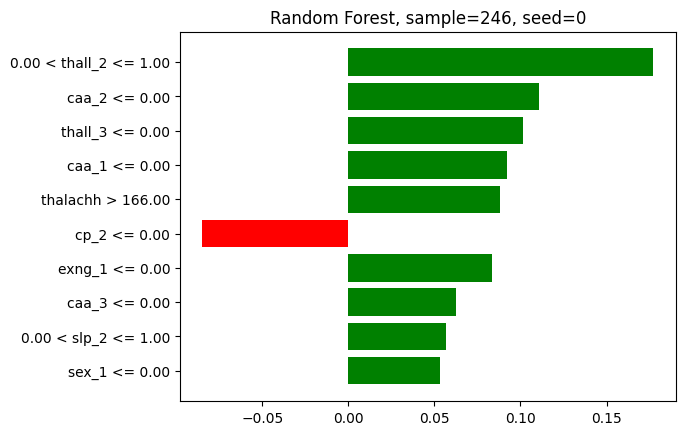 Random Forest, sample=246, seed=0
0.00 < thall_2 <= 1.00
caa_2 <= 0.00
thall_3 <= 0.00
caa_1 <= 0.00
thalachh > 166.00
cp_2 <= 0.00
exng_1 <= 0.00
caa_3 <= 0.00
0.00 < slp_2 <= 1.00
sex_1 <= 0.00
−0.05 0.00 0.05 0.10 0.15